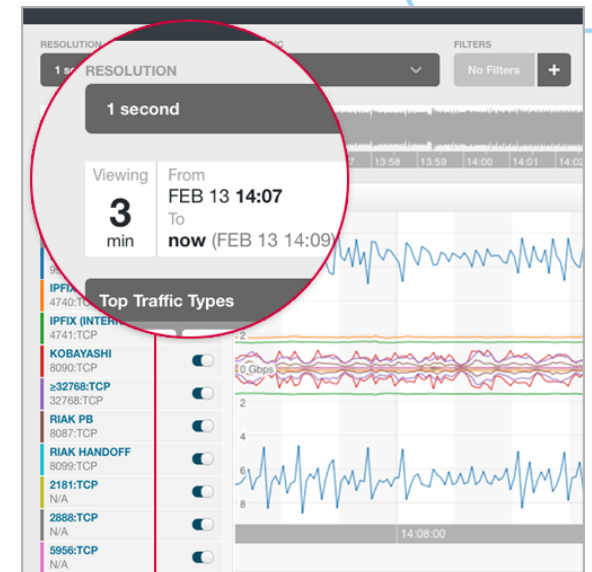 RESOLUTION
FILTERS
RESOLUTION
1 second
No Filters
+
13:58
13:59
14:00
14:01
Viewing
3
min
From
FEB 13 14:07
To
now (FEB 13 14:09)
Top Traffic Types
4740:TC
IPFIX (INTER
4741:TCP
KOBAYASHI
8090:TCP
≥32768:TCP
32768:TCP
RIAK PB
8087:TCP
RIAK HANDOFF
8099:TCP
2181:TCP
N/A
2888:TCP
N/A
5956:TCP
N/A
2
0 Gbps
2
4
6
8
14:08:00